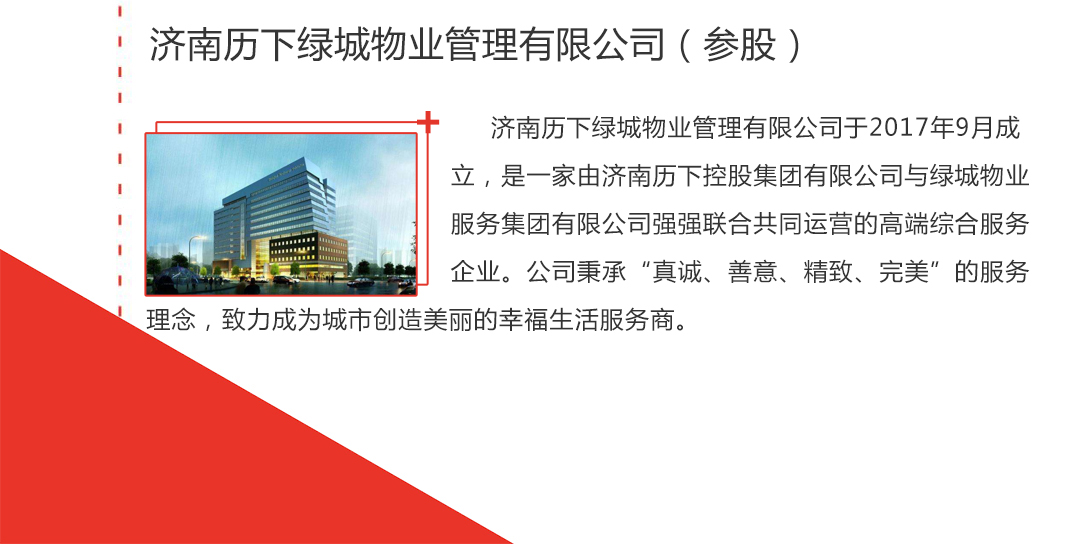 济南历下绿城物业管理有限公司（参股）
济南历下绿城物业管理有限公司于2017年9月成
立，是一家由济南历下控股集团有限公司与绿城物业
服务集团有限公司强强联合共同运营的高端综合服务
企业。公司秉承“真诚、善意、精致、完美”的服务
理念，致力成为城市创造美丽的幸福生活服务商。